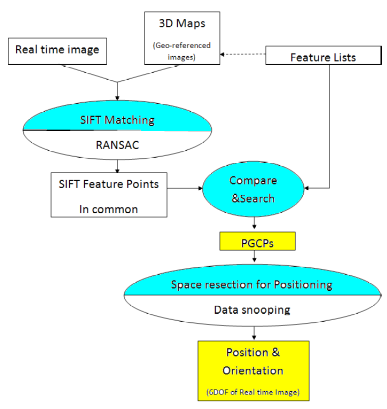 3D Maps
(Geo-referenced
images)
Real time image
Feature Lists
SIFT Matching
RANSAC
SIFT Feature Points
In common
Compare
&Search
PGCPs
Space resection for Positioning
Data snooping
Position &
Orientation
(6DOF of Real time Image)